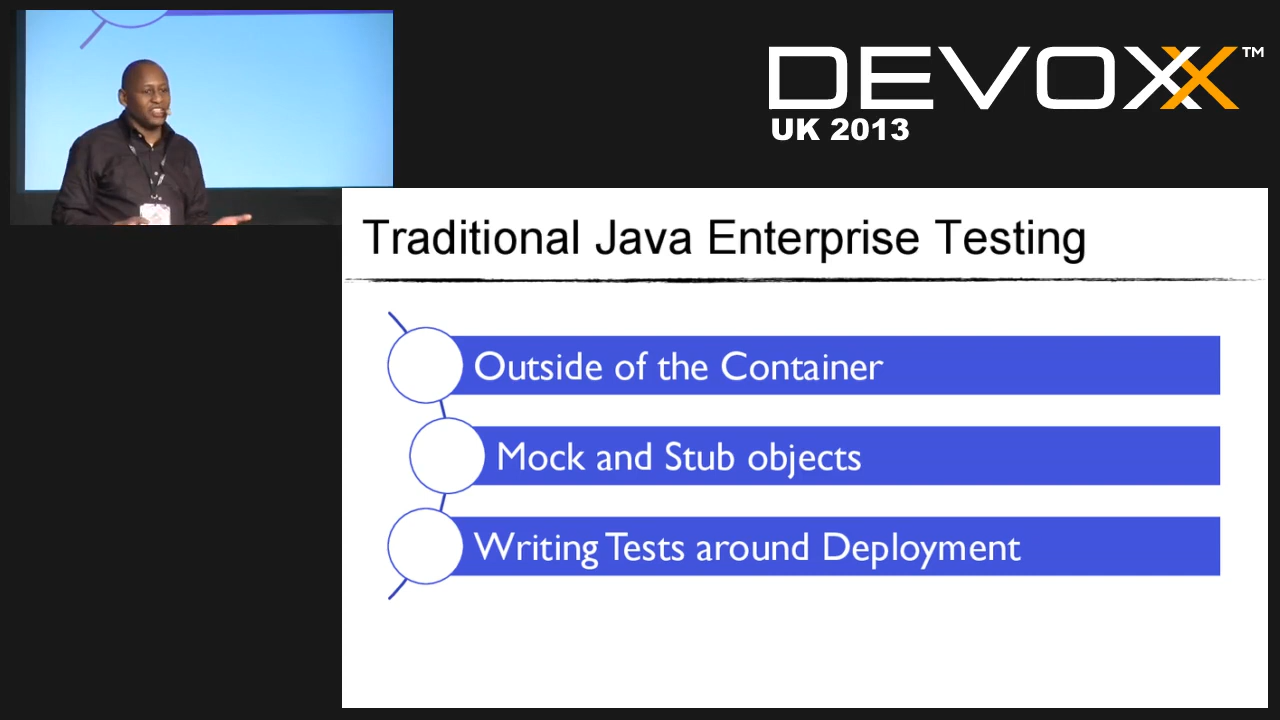 DEVOXX™
UK 2013
Traditional Java Enterprise Testing
Outside of the Container
Mock and Stub objects
Writing Tests around Deployment